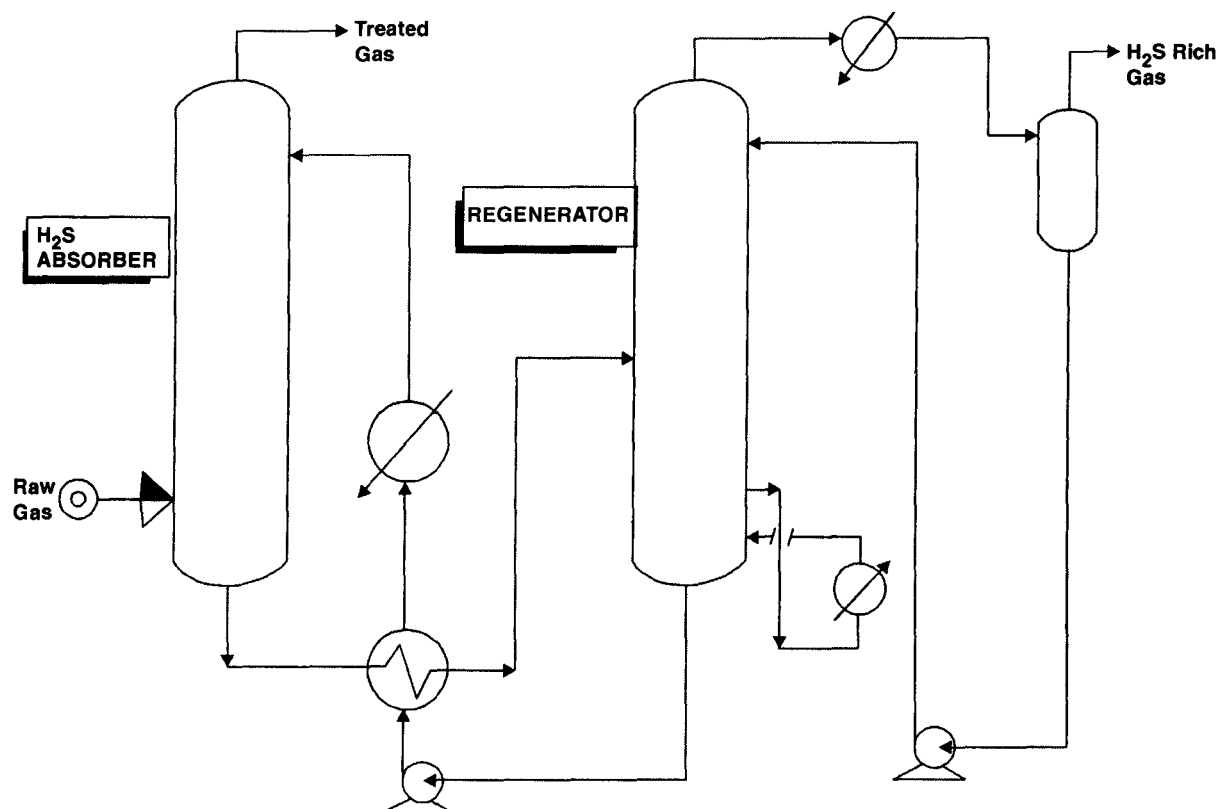 Treated
Gas
H₂S Rich
Gas
H₂S
ABSORBER
REGENERATOR
Raw
Gas